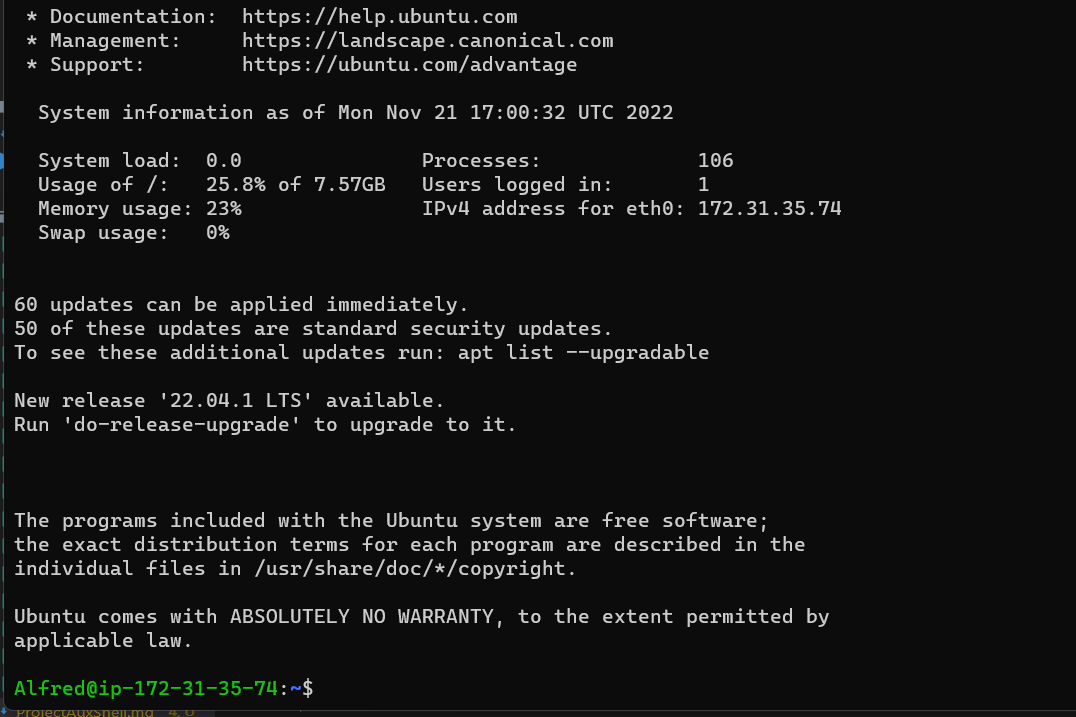 * Documentation:  https://help.ubuntu.com
* Management:     https://landscape.canonical.com
* Support:        https://ubuntu.com/advantage
System information as of Mon Nov 21 17:00:32 UTC 2022
System load:  0.0               Processes:             106
Usage of /:   25.8% of 7.57GB   Users logged in:       1
Memory usage: 23%               IPv4 address for eth0: 172.31.35.74
Swap usage:   0%
60 updates can be applied immediately.
50 of these updates are standard security updates.
To see these additional updates run: apt list --upgradable
New release '22.04.1 LTS' available.
Run 'do-release-upgrade' to upgrade to it.
The programs included with the Ubuntu system are free software;
the exact distribution terms for each program are described in the
individual files in /usr/share/doc/*/copyright.
Ubuntu comes with ABSOLUTELY NO WARRANTY, to the extent permitted by
applicable law.
Alfred@ip-172-31-35-74:~$
ProjectAuxShell.md 4, U